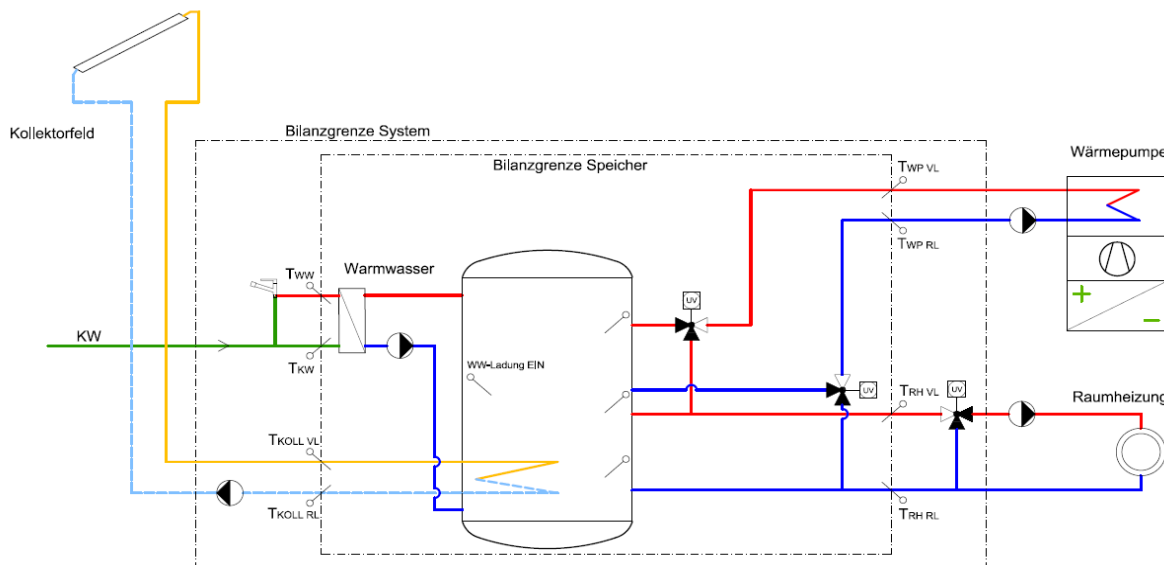 Kollektorfeld
Bilanzgrenze System
Bilanzgrenze Speicher
Wärmepumpe
TWP VL
TWP RL
TWW
Warmwasser
KW
TKW
WW-Ladung EIN
UV
UV
UV
TRH VL
Raumheizung
TKOLL VL
TKOLL RL
TRH RL
+
−